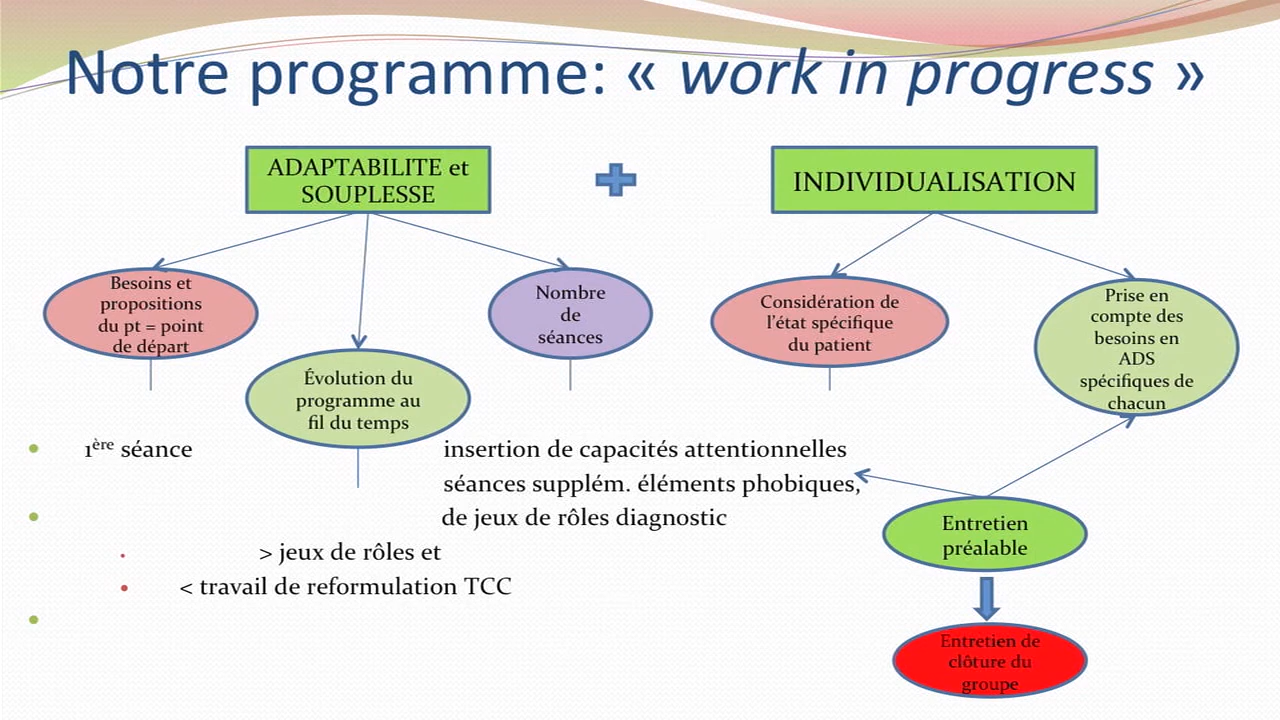 Notre programme: « work in progress »
ADAPTABILITE et
SOUPLESSE
INDIVIDUALISATION
Besoins et
propositions
du pt = point
de départ
Évolution du
programme au
fil du temps
Nombre
de
séances
Considération de
l’état spécifique
du patient
Prise en
compte des
besoins en
ADS
spécifiques de
chacun
1ère séance
insertion de capacités attentionnelles
séances supplém. éléments phobiques,
de jeux de rôles diagnostic
> jeux de rôles et
< travail de reformulation TCC
Entretien
préalable
Entretien de
clôture du
groupe